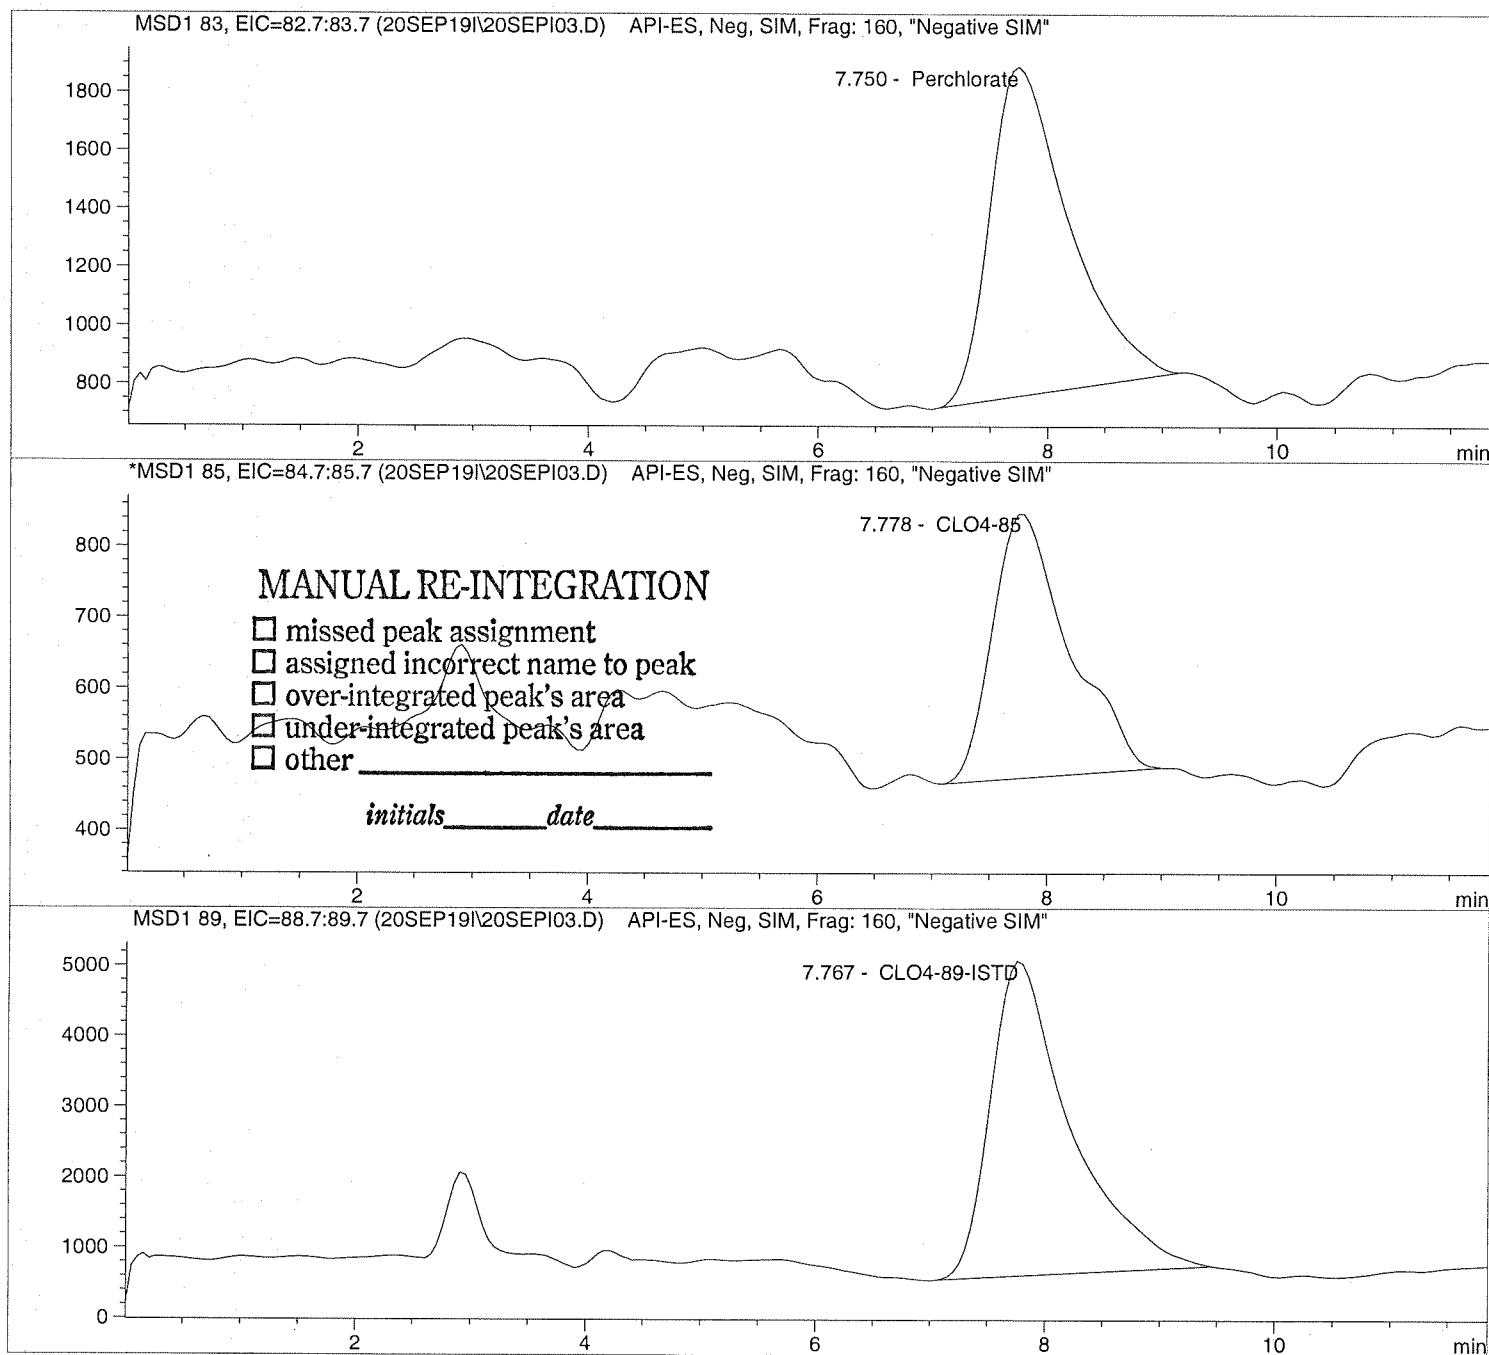 MSD1 83, EIC=82.7:83.7 (20SEP19I\20SEPI03.D) API-ES, Neg, SIM, Frag: 160, "Negative SIM"
7.750 - Perchlorate
1800
1600
1400
1200
1000
800
2 4 6 8 10 min
*MSD1 85, EIC=84.7:85.7 (20SEP19I\20SEPI03.D) API-ES, Neg, SIM, Frag: 160, "Negative SIM"
7.778 - CLO4-85
800
700
600
500
400
MANUAL RE-INTEGRATION
☐ missed peak assignment
☐ assigned incorrect name to peak
☐ over-integrated peak's area
☐ under-integrated peak's area
☐ other
initials date
2 4 6 8 10 min
MSD1 89, EIC=88.7:89.7 (20SEP19I\20SEPI03.D) API-ES, Neg, SIM, Frag: 160, "Negative SIM"
7.767 - CLO4-89-ISTD
5000
4000
3000
2000
1000
0
2 4 6 8 10 min